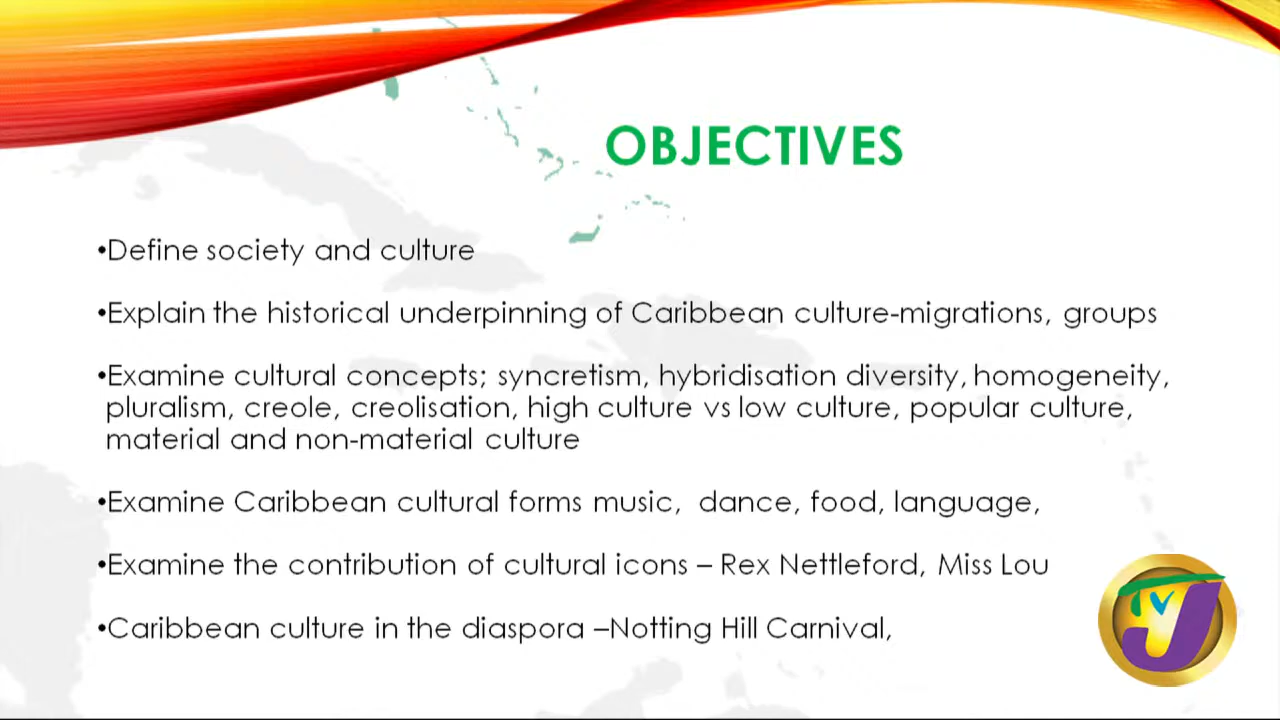 OBJECTIVES
•Define society and culture
•Explain the historical underpinning of Caribbean culture-migrations, groups
•Examine cultural concepts; syncretism, hybridisation diversity, homogeneity,
pluralism, creole, creolisation, high culture vs low culture, popular culture,
material and non-material culture
•Examine Caribbean cultural forms music, dance, food, language,
•Examine the contribution of cultural icons – Rex Nettleford, Miss Lou
•Caribbean culture in the diaspora –Notting Hill Carnival,
TVJ